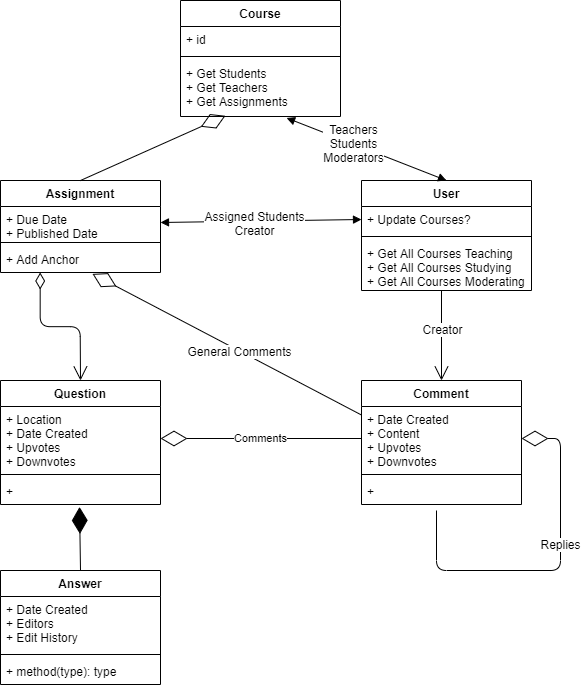 Course
+ id
+ Get Students
+ Get Teachers
+ Get Assignments
Teachers
Students
Moderators
Assignment
+ Due Date
+ Published Date
+ Add Anchor
Assigned Students
Creator
User
+ Update Courses?
+ Get All Courses Teaching
+ Get All Courses Studying
+ Get All Courses Moderating
Creator
General Comments
Question
+ Location
+ Date Created
+ Upvotes
+ Downvotes
+
Comments
Comment
+ Date Created
+ Content
+ Upvotes
+ Downvotes
+
Replies
Answer
+ Date Created
+ Editors
+ Edit History
+ method(type): type